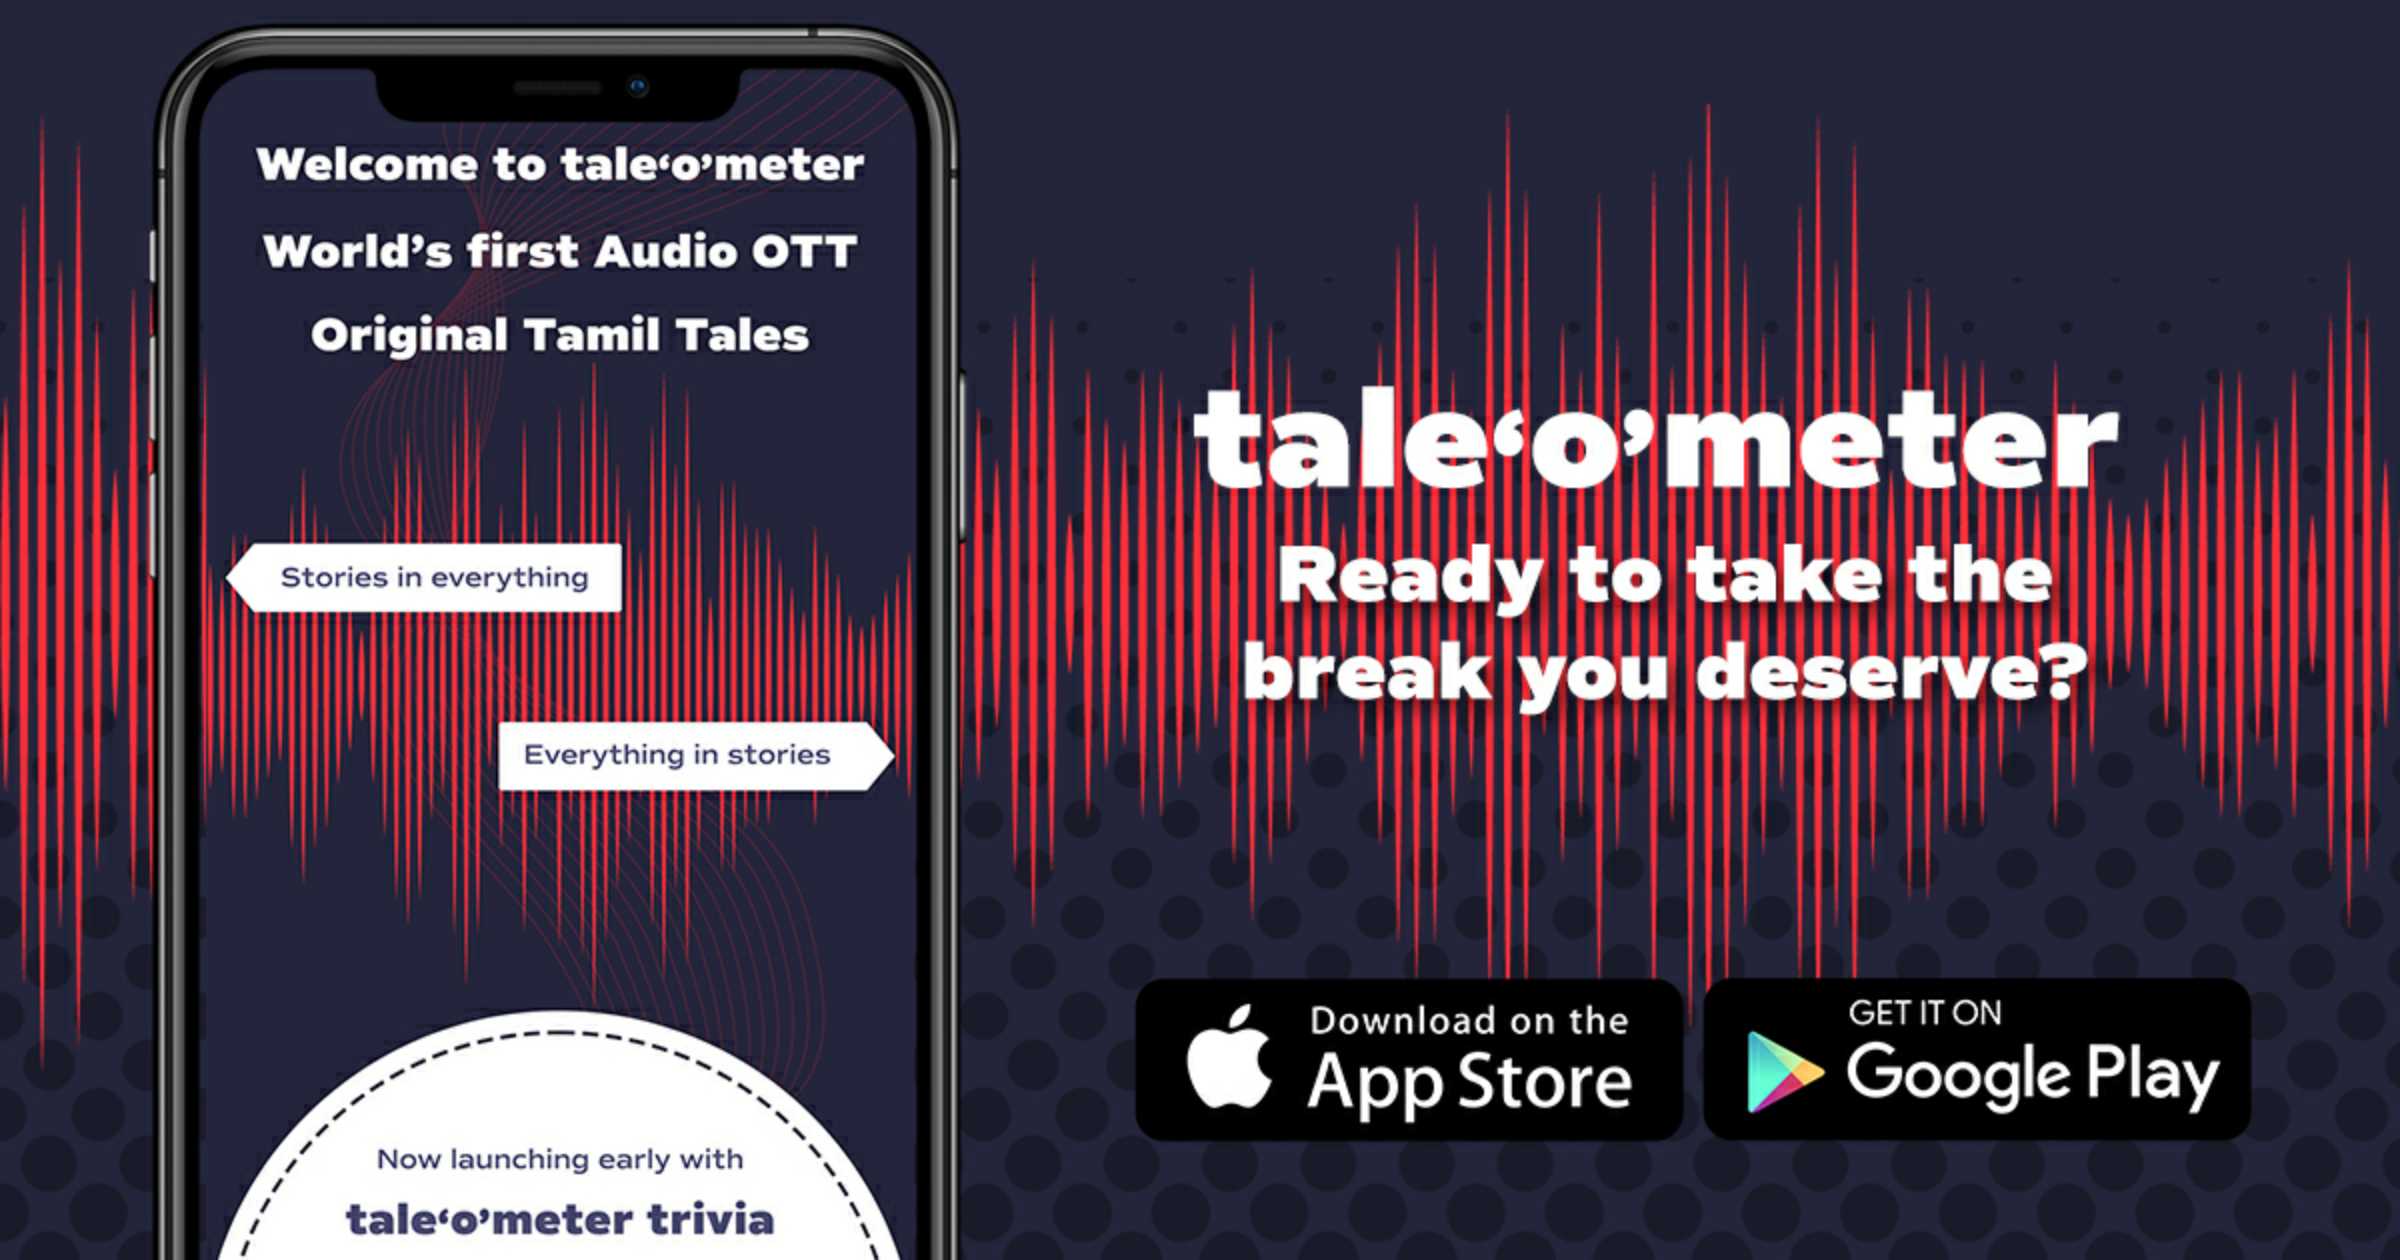 Welcome to tale‘o’meter
World’s first Audio OTT
Original Tamil Tales
Stories in everything
Everything in stories
Now launching early with
tale‘o’meter trivia
tale‘o’meter
Ready to take the
break you deserve?
Download on the
App Store
GET IT ON
Google Play